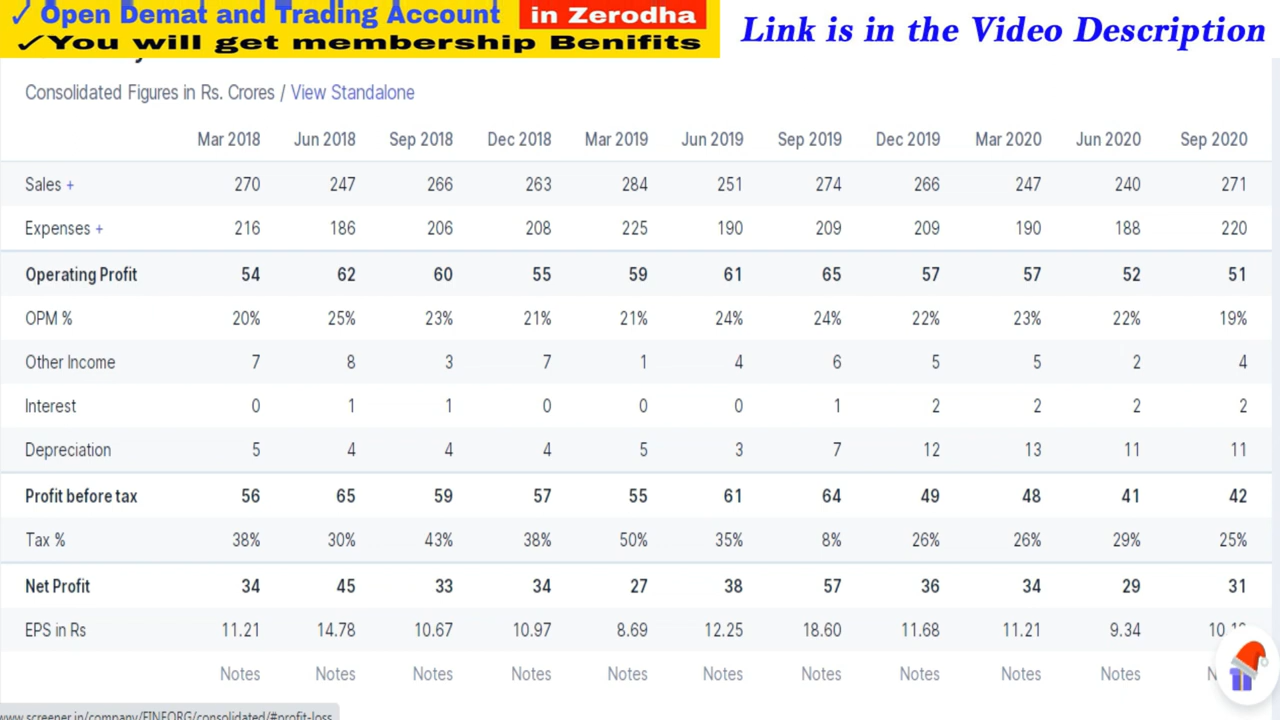 ✓ Open Demat and Trading Account in Zerodha
✓You will get membership Benifits
Link is in the Video Description
Consolidated Figures in Rs. Crores / View Standalone
Mar 2018 Jun 2018 Sep 2018 Dec 2018 Mar 2019 Jun 2019 Sep 2019 Dec 2019 Mar 2020 Jun 2020 Sep 2020
Sales + 270 247 266 263 284 251 274 266 247 240 271
Expenses + 216 186 206 208 225 190 209 209 190 188 220
Operating Profit 54 62 60 55 59 61 65 57 57 52 51
OPM % 20% 25% 23% 21% 21% 24% 24% 22% 23% 22% 19%
Other Income 7 8 3 7 1 4 6 5 5 2 4
Interest 0 1 1 0 0 0 1 2 2 2 2
Depreciation 5 4 4 4 5 3 7 12 13 11 11
Profit before tax 56 65 59 57 55 61 64 49 48 41 42
Tax % 38% 30% 43% 38% 50% 35% 8% 26% 26% 29% 25%
Net Profit 34 45 33 34 27 38 57 36 34 29 31
EPS in Rs 11.21 14.78 10.67 10.97 8.69 12.25 18.60 11.68 11.21 9.34
Notes Notes Notes Notes Notes Notes Notes Notes Notes Notes
www.screener.in/company/FINEORG/consolidated/#profit-loss